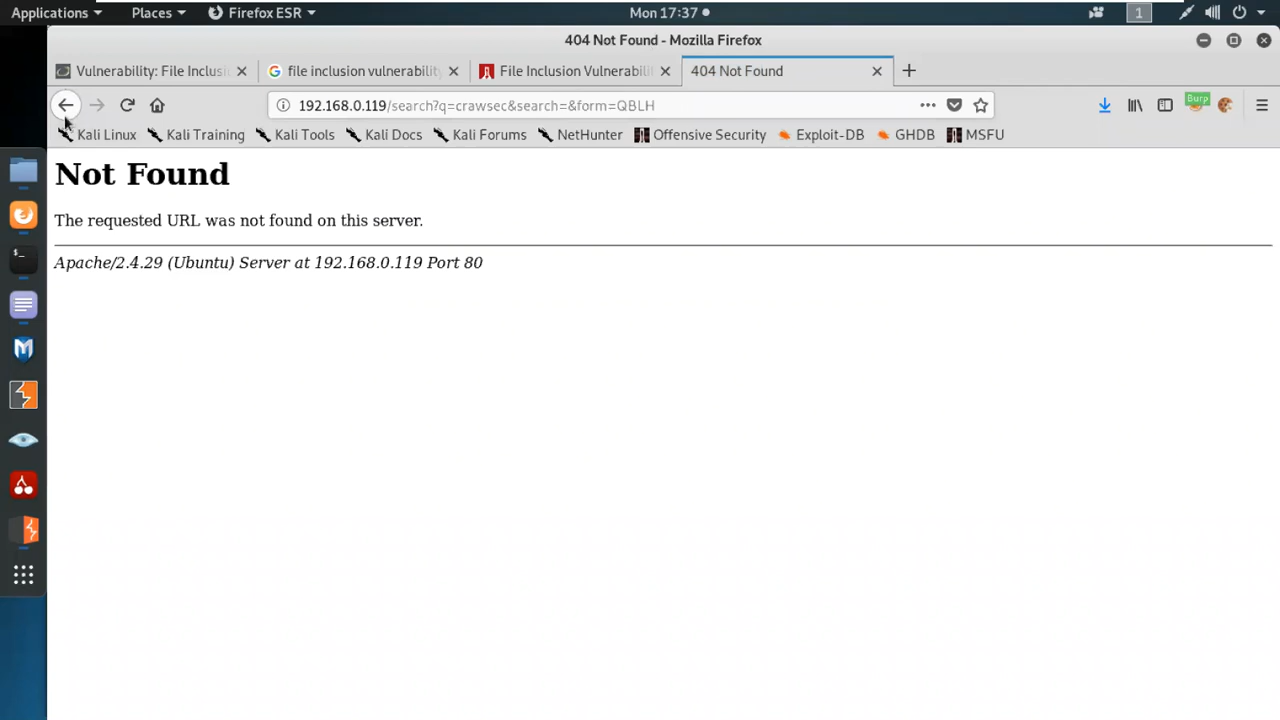 Applications Places Firefox ESR Mon 17:37 1
404 Not Found - Mozilla Firefox
Vulnerability: File Inclusi file inclusion vulnerability File Inclusion Vulnerabili 404 Not Found
192.168.0.119/search?q=crawsec&search=&form=QBLH Burp
Kali Linux Kali Training Kali Tools Kali Docs Kali Forums NetHunter Offensive Security Exploit-DB GHDB MSFU
Not Found
The requested URL was not found on this server.
Apache/2.4.29 (Ubuntu) Server at 192.168.0.119 Port 80